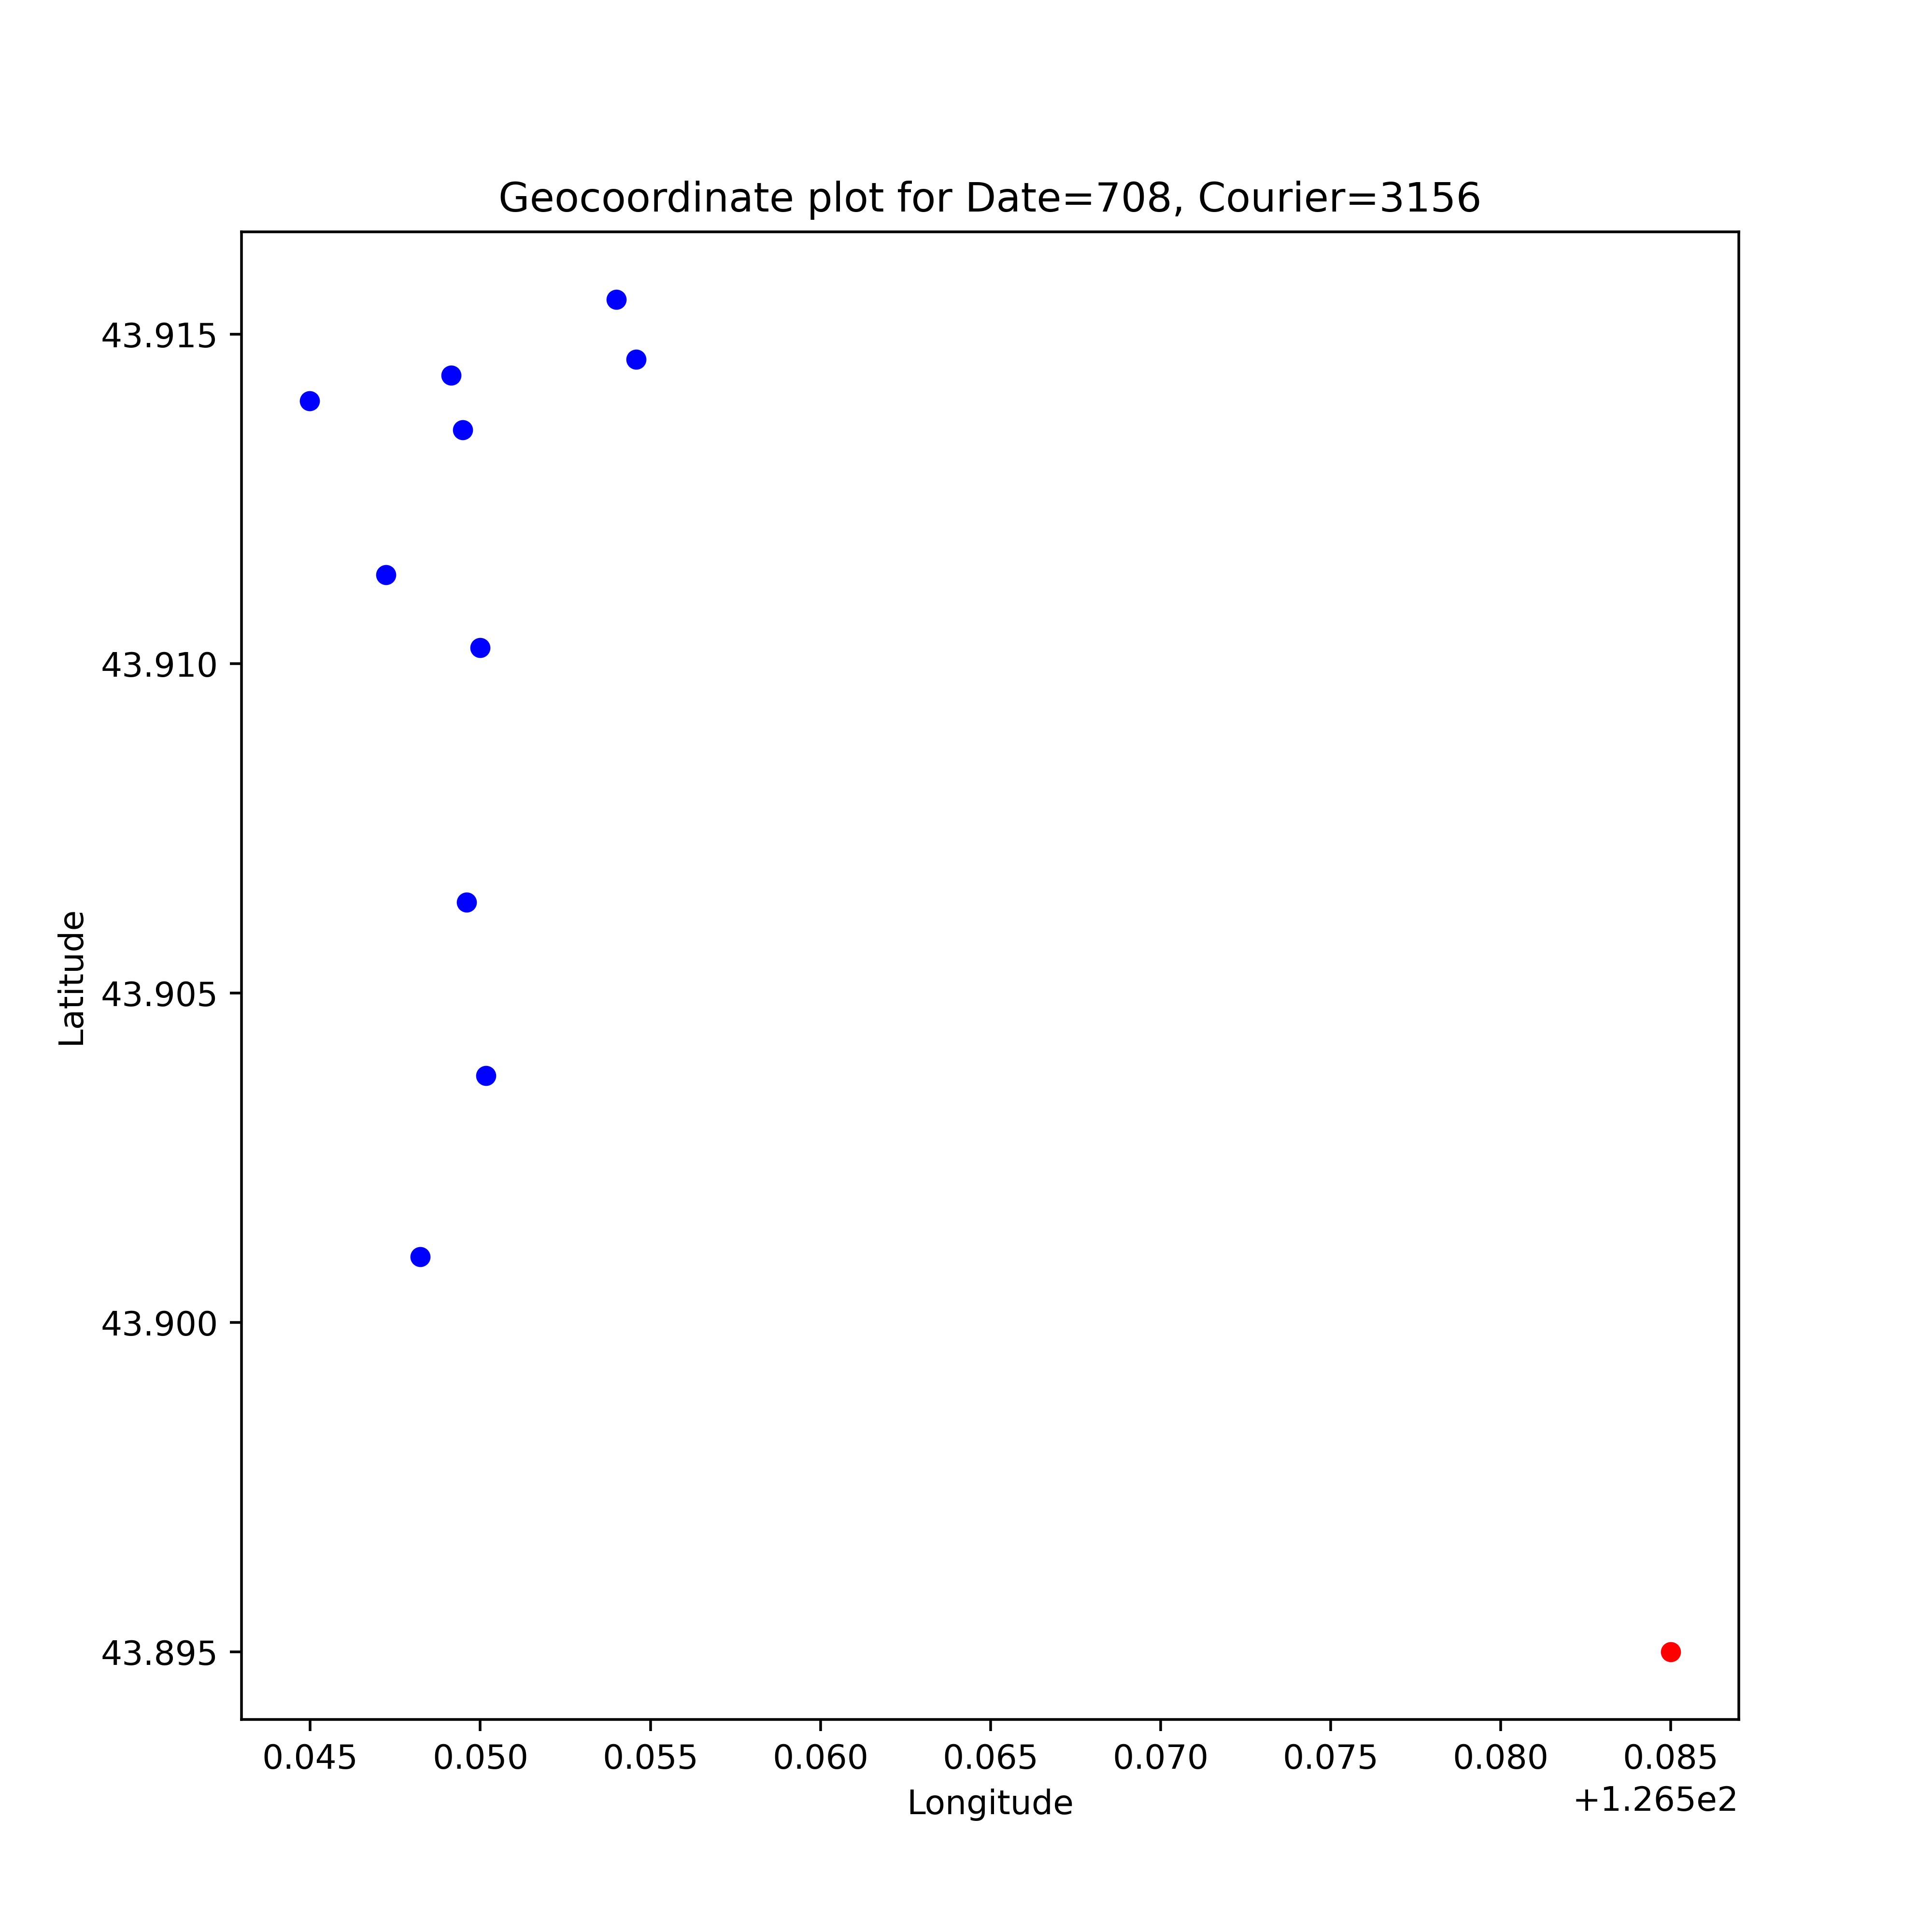 Geocoordinate plot for Date=708, Courier=3156
43.915
43.910
43.905
43.900
43.895
Latitude
0.045 0.050 0.055 0.060 0.065 0.070 0.075 0.080 0.085
+1.265e2
Longitude